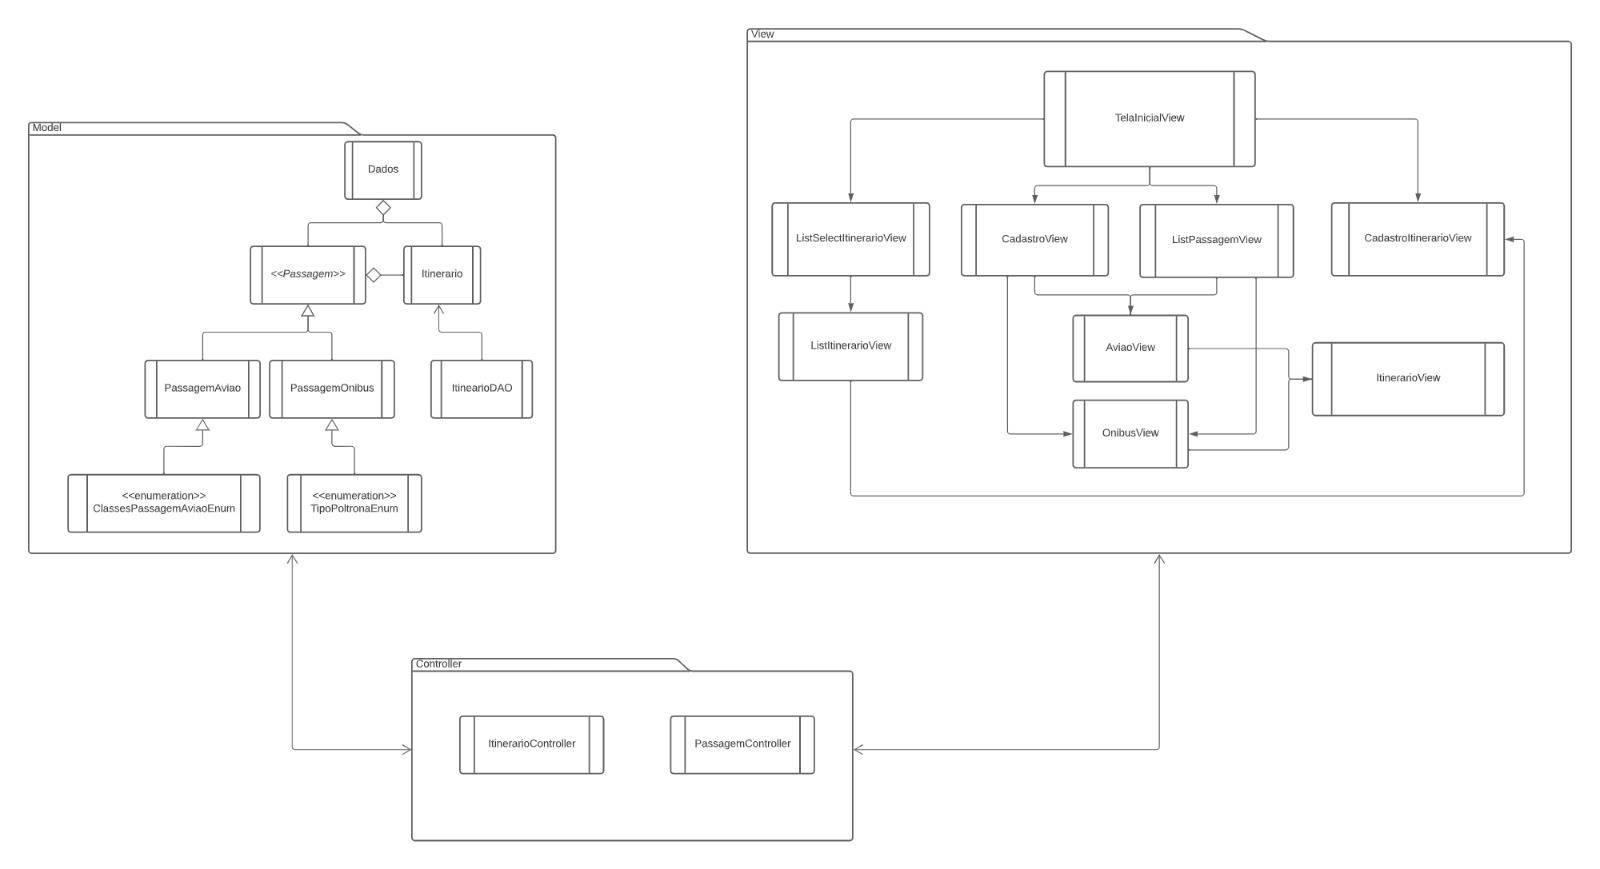 View
TelaInicialView
ListSelectItinerarioView
CadastroView
ListPassagemView
CadastroItinerarioView
ListItinerarioView
AviaoView
ItinerarioView
OnibusView
Model
Dados
<<Passagem>>
Itinerario
PassagemAviao
PassagemOnibus
ItinearioDAO
<<enumeration>>
ClassesPassagemAviaoEnum
<<enumeration>>
TipoPoltronaEnum
Controller
ItinerarioController
PassagemController